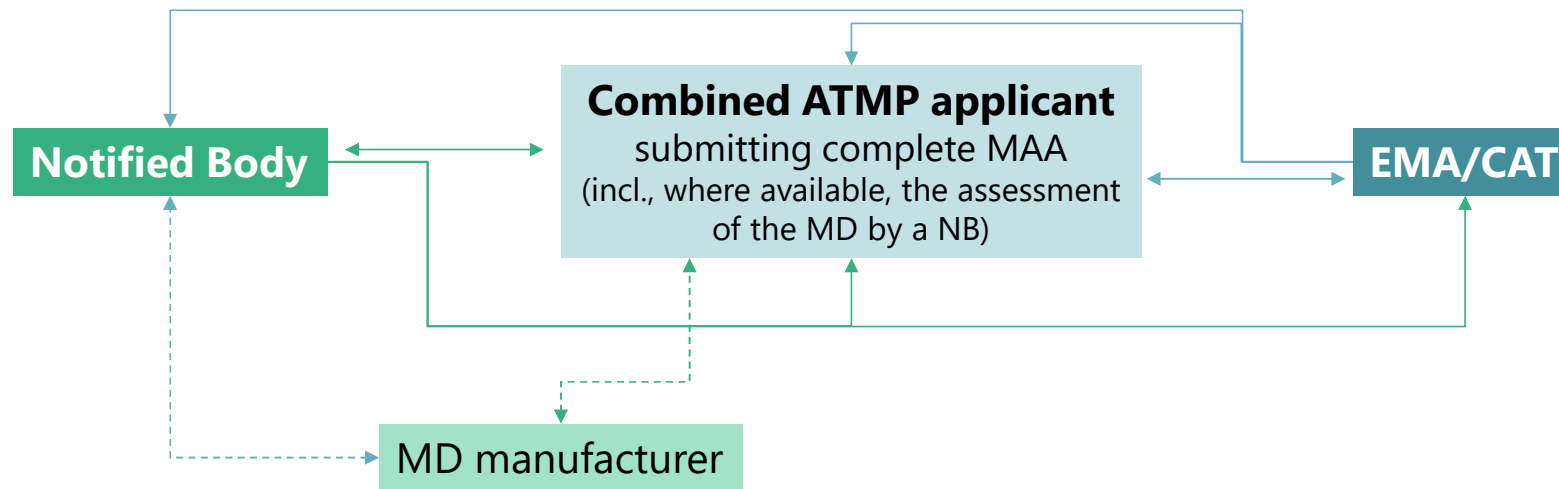 Combined ATMP applicant
submitting complete MAA
(incl., where available, the assessment
of the MD by a NB)
Notified Body
EMA/CAT
MD manufacturer